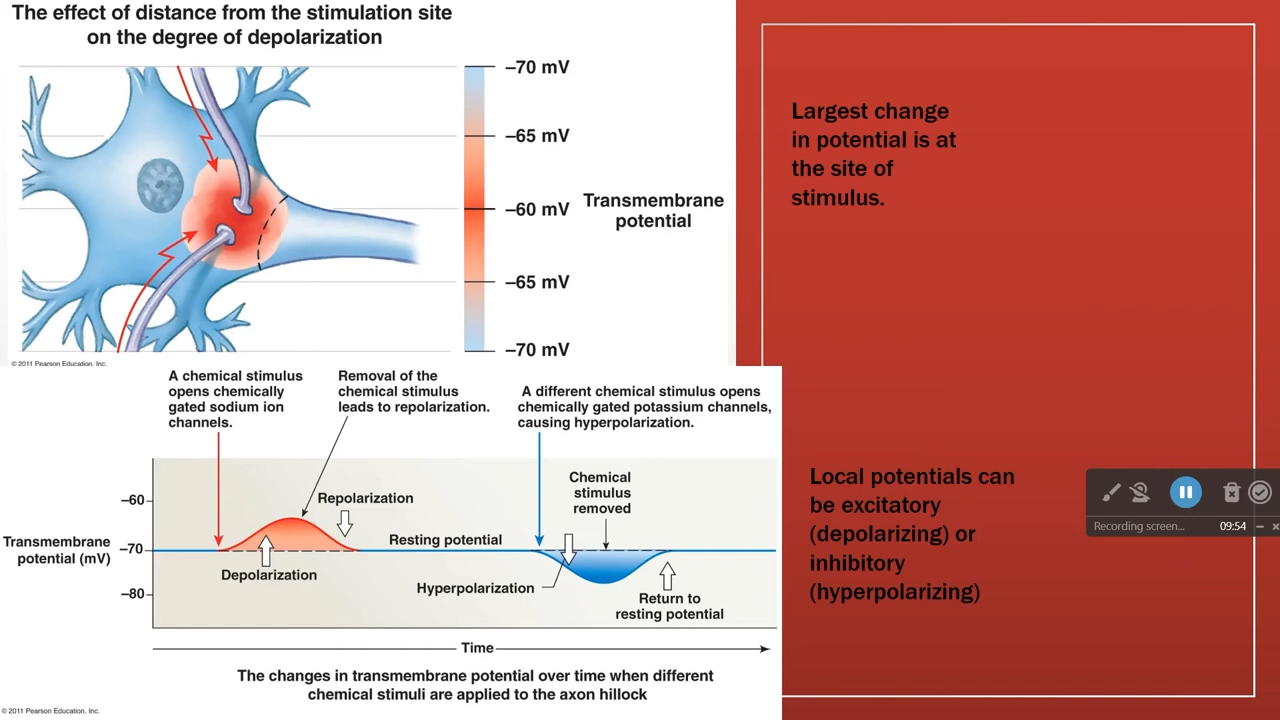 The effect of distance from the stimulation site
on the degree of depolarization
–70 mV
–65 mV
–60 mV
–65 mV
–70 mV
Transmembrane
potential
© 2011 Pearson Education, Inc.
Largest change
in potential is at
the site of
stimulus.
A chemical stimulus
opens chemically
gated sodium ion
channels.
Removal of the
chemical stimulus
leads to repolarization.
A different chemical stimulus opens
chemically gated potassium channels,
causing hyperpolarization.
Chemical
stimulus
removed
–60
Repolarization
Transmembrane
potential (mV)
–70
Resting potential
Depolarization
Hyperpolarization
–80
Return to
resting potential
Time
The changes in transmembrane potential over time when different
chemical stimuli are applied to the axon hillock
© 2011 Pearson Education, Inc.
Local potentials can
be excitatory
(depolarizing) or
inhibitory
(hyperpolarizing)
Recording screen... 09:54